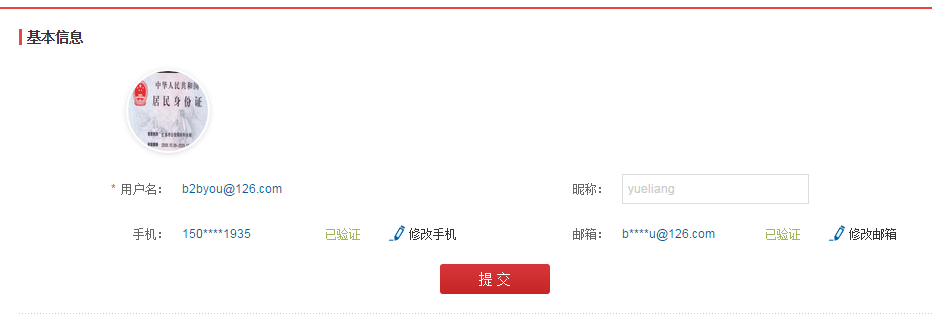 基本信息
中华人民共和国
居民身份证
* 用户名： b2byou@126.com 昵称： yueliang
手机： 150****1935 已验证 修改手机 邮箱： b****u@126.com 已验证 修改邮箱
提 交